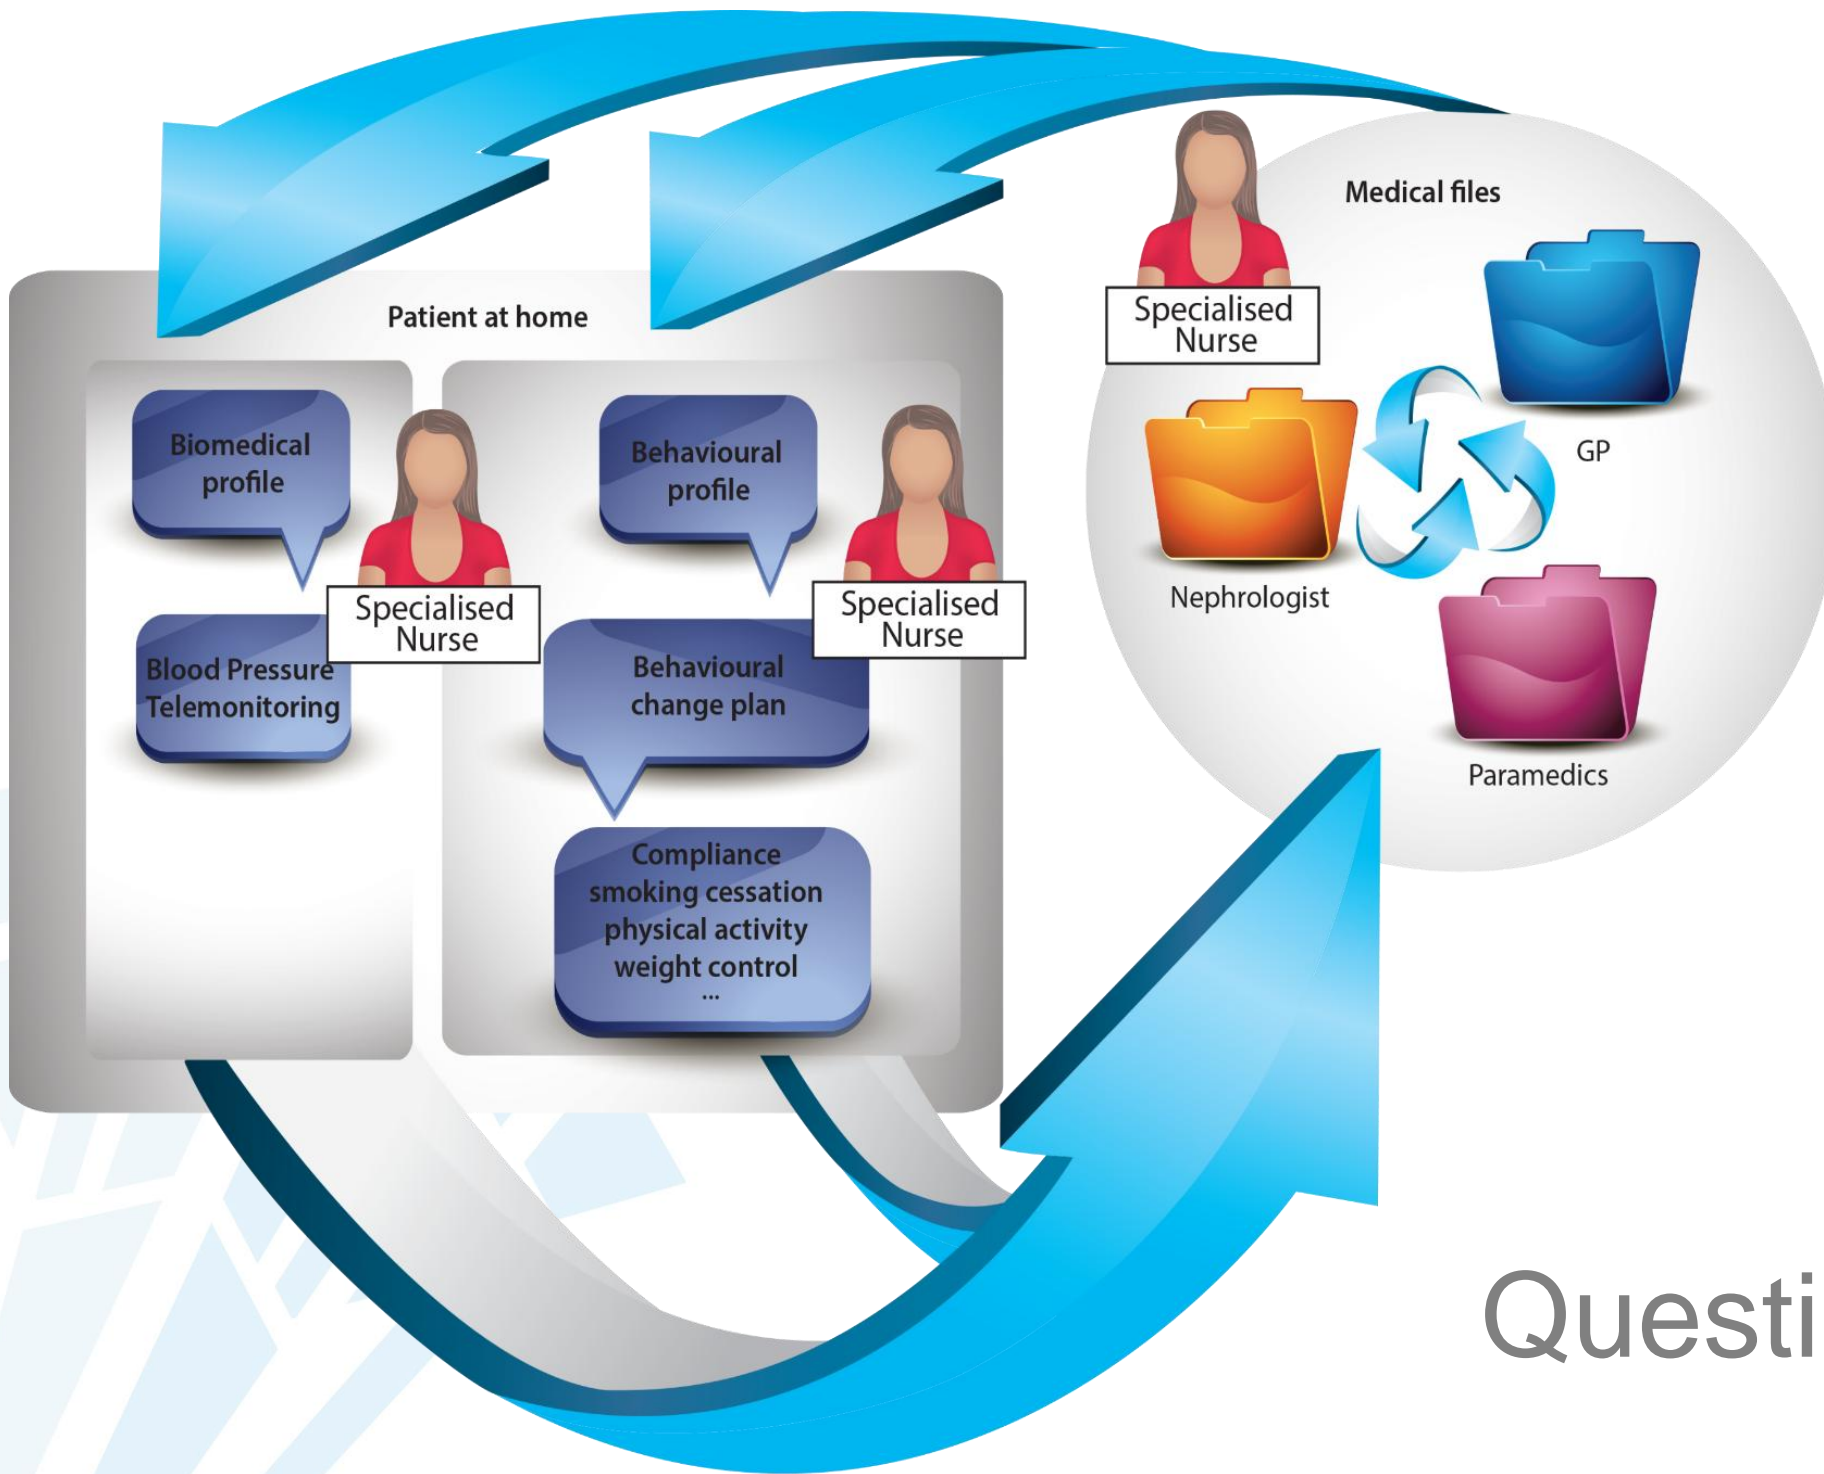 Patient at home
Biomedical
profile
Specialised
Nurse
Blood Pressure
Telemonitoring
Behavioural
profile
Specialised
Nurse
Behavioural
change plan
Compliance
smoking cessation
physical activity
weight control
...
Medical files
Specialised
Nurse
GP
Nephrologist
Paramedics
Questi